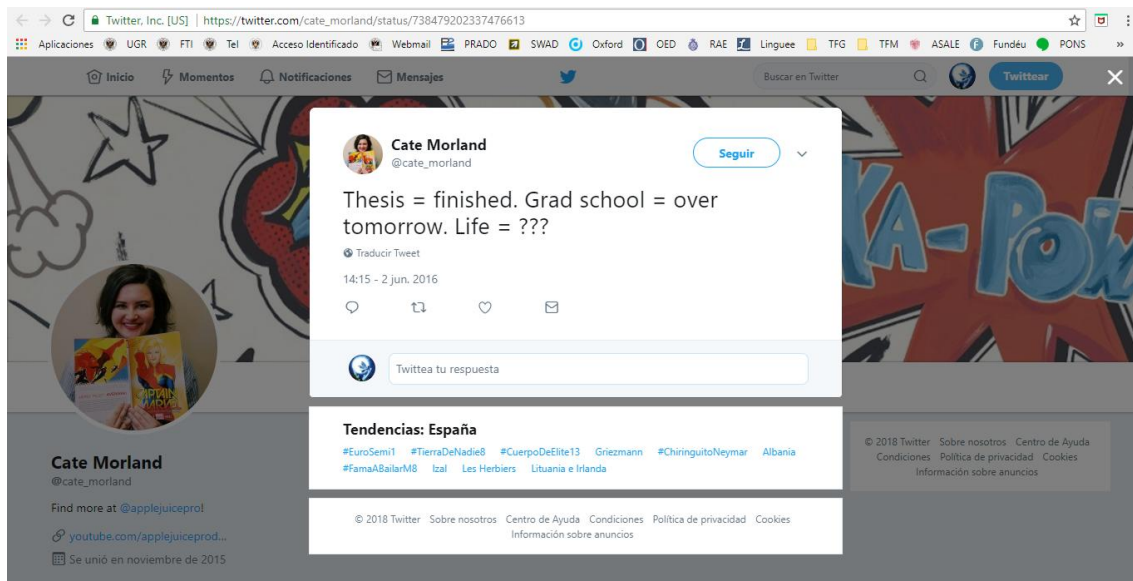 Twitter, Inc. [US] | https://twitter.com/cate_morland/status/738479202337476613
Aplicaciones UGR FTI Tel Acceso Identificado Webmail PRADO SWAD Oxford OED RAE Linguee TFG TFM ASALE Fundéu PONS »
Inicio Momentos Notificaciones Mensajes Buscar en Twitter Twittear
KA-POW
Cate Morland
@cate_morland
Seguir
Thesis = finished. Grad school = over
tomorrow. Life = ???
Traducir Tweet
14:15 - 2 jun. 2016
Twittea tu respuesta
CAPTAIN
MARVEL
Cate Morland
@cate_morland
Find more at @applejuicepro!
youtube.com/applejuiceprod...
Se unió en noviembre de 2015
Tendencias: España
#EuroSemi1 #TierraDeNadie8 #CuerpoDeElite13 Griezmann #ChiringuitoNeymar Albania
#FamaABailarM8 Izal Les Herbiers Lituania e Irlanda
© 2018 Twitter Sobre nosotros Centro de Ayuda Condiciones Política de privacidad Cookies
Información sobre anuncios
© 2018 Twitter Sobre nosotros Centro de Ayuda
Condiciones Política de privacidad Cookies
Información sobre anuncios